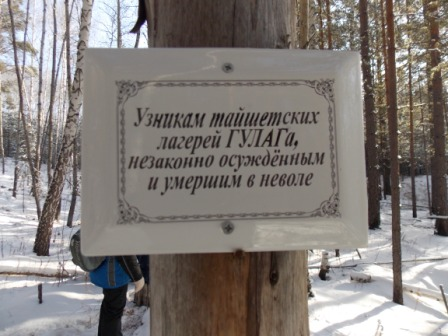 Узникам тайшетских
лагерей ГУЛАГа,
незаконно осуждённым
и умершим в неволе